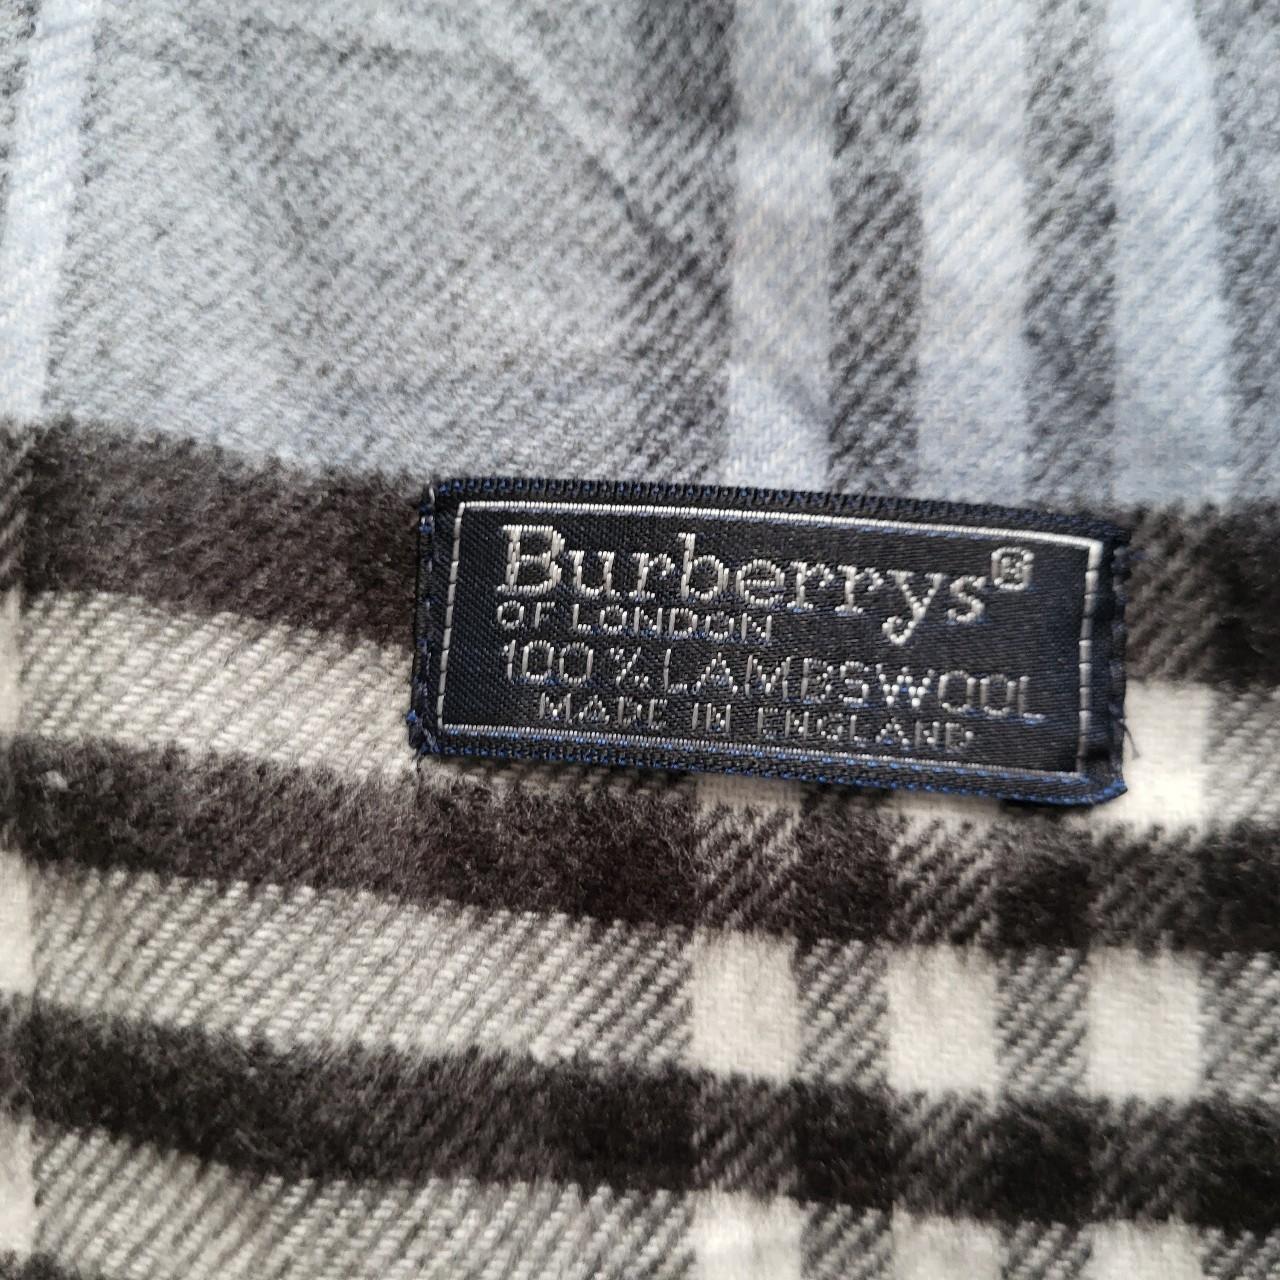 Burberrys®
OF LONDON
100% LAMBSWOOL
MADE IN ENGLAND